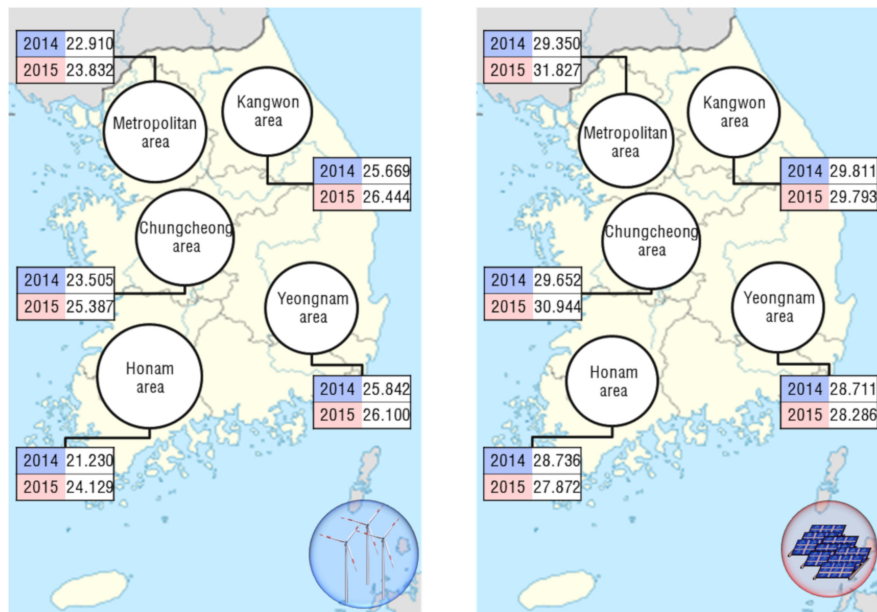 2014 22.910
2015 23.832
Metropolitan
area
Kangwon
area
2014 25.669
2015 26.444
Chungcheong
area
2014 23.505
2015 25.387
Yeongnam
area
2014 25.842
2015 26.100
Honam
area
2014 21.230
2015 24.129
2014 29.350
2015 31.827
Metropolitan
area
Kangwon
area
2014 29.811
2015 29.793
Chungcheong
area
2014 29.652
2015 30.944
Yeongnam
area
2014 28.711
2015 28.286
Honam
area
2014 28.736
2015 27.872